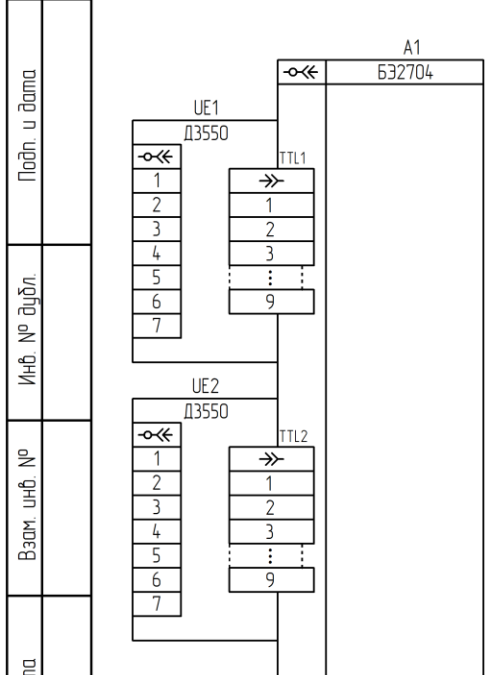 A1
БЭ2704
UE1
Д3550
1
2
3
4
5
6
7
TTL1
1
2
3
9
UE2
Д3550
1
2
3
4
5
6
7
TTL2
1
2
3
9
Подп. и дата
Инв. № дубл.
Взам. инв. №